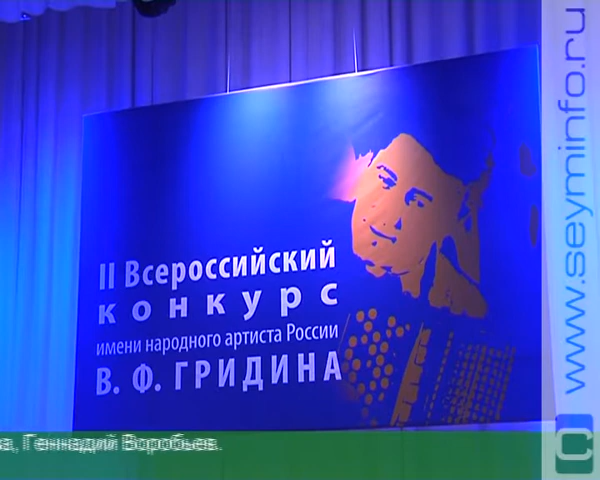 II Всероссийский
конкурс
имени народного артиста России
В. Ф. ГРИДИНА
а, Геннадий Воробьев.
www.seyminfo.ru